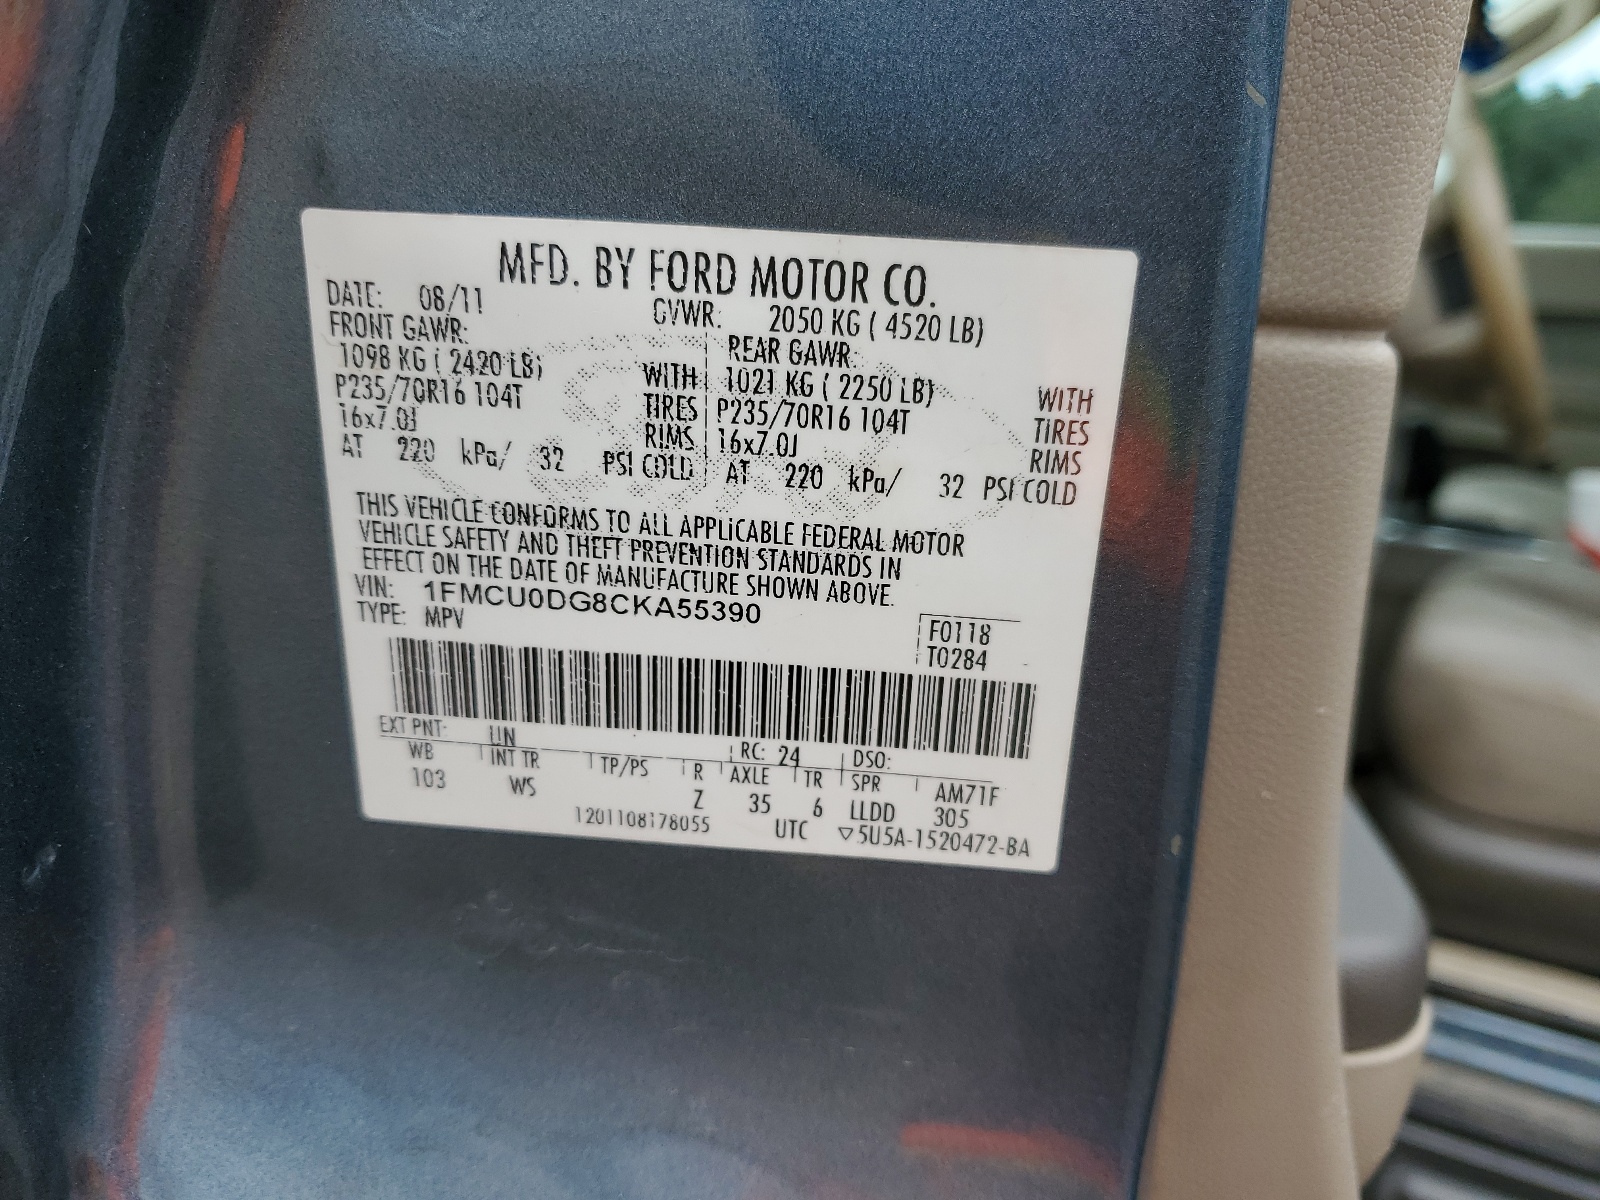 MFD. BY FORD MOTOR CO.
DATE: 08/11 GVWR: 2050 KG ( 4520 LB)
FRONT GAWR: REAR GAWR:
1098 KG ( 2420 LB) WITH 1021 KG ( 2250 LB) WITH
P235/70R16 104T TIRES P235/70R16 104T TIRES
16x7.0J RIMS 16x7.0J RIMS
AT 220 kPa/ 32 PSI COLD AT 220 kPa/ 32 PSI COLD
THIS VEHICLE CONFORMS TO ALL APPLICABLE FEDERAL MOTOR
VEHICLE SAFETY AND THEFT PREVENTION STANDARDS IN
EFFECT ON THE DATE OF MANUFACTURE SHOWN ABOVE.
VIN: 1FMCU0DG8CKA55390
TYPE: MPV
F0118
T0284
EXT PNT: UN RC: 24 DSO:
WB INT TR TP/PS R AXLE TR SPR AM71F
103 WS Z 35 6 LLDD 305
1201108178055 UTC ▽5U5A-1520472-BA